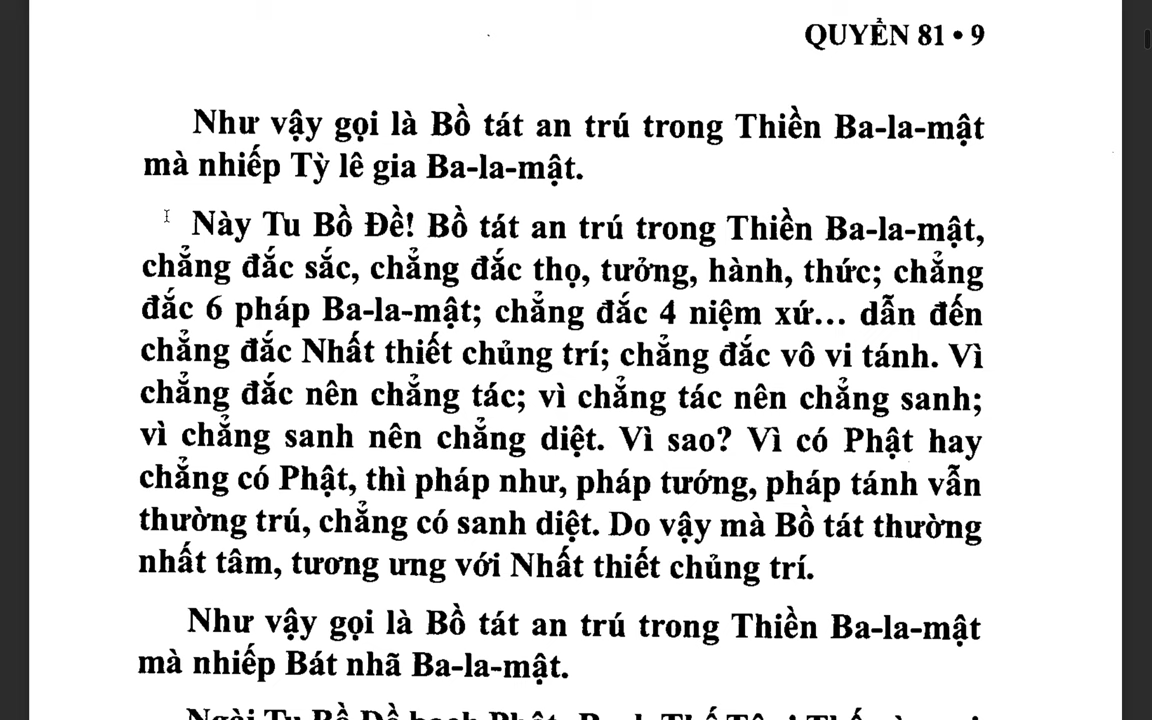 QUYỂN 81 • 9
Như vậy gọi là Bồ tát an trú trong Thiền Ba-la-mật
mà nhiếp Tỳ lê gia Ba-la-mật.
Này Tu Bồ Đề! Bồ tát an trú trong Thiền Ba-la-mật,
chẳng đắc sắc, chẳng đắc thọ, tưởng, hành, thức; chẳng
đắc 6 pháp Ba-la-mật; chẳng đắc 4 niệm xứ... dẫn đến
chẳng đắc Nhất thiết chủng trí; chẳng đắc vô vi tánh. Vì
chẳng đắc nên chẳng tác; vì chẳng tác nên chẳng sanh;
vì chẳng sanh nên chẳng diệt. Vì sao? Vì có Phật hay
chẳng có Phật, thì pháp như, pháp tướng, pháp tánh vẫn
thường trú, chẳng có sanh diệt. Do vậy mà Bồ tát thường
nhất tâm, tương ưng với Nhất thiết chủng trí.
Như vậy gọi là Bồ tát an trú trong Thiền Ba-la-mật
mà nhiếp Bát nhã Ba-la-mật.
Ngài Tu Bồ Đề bạch Phật